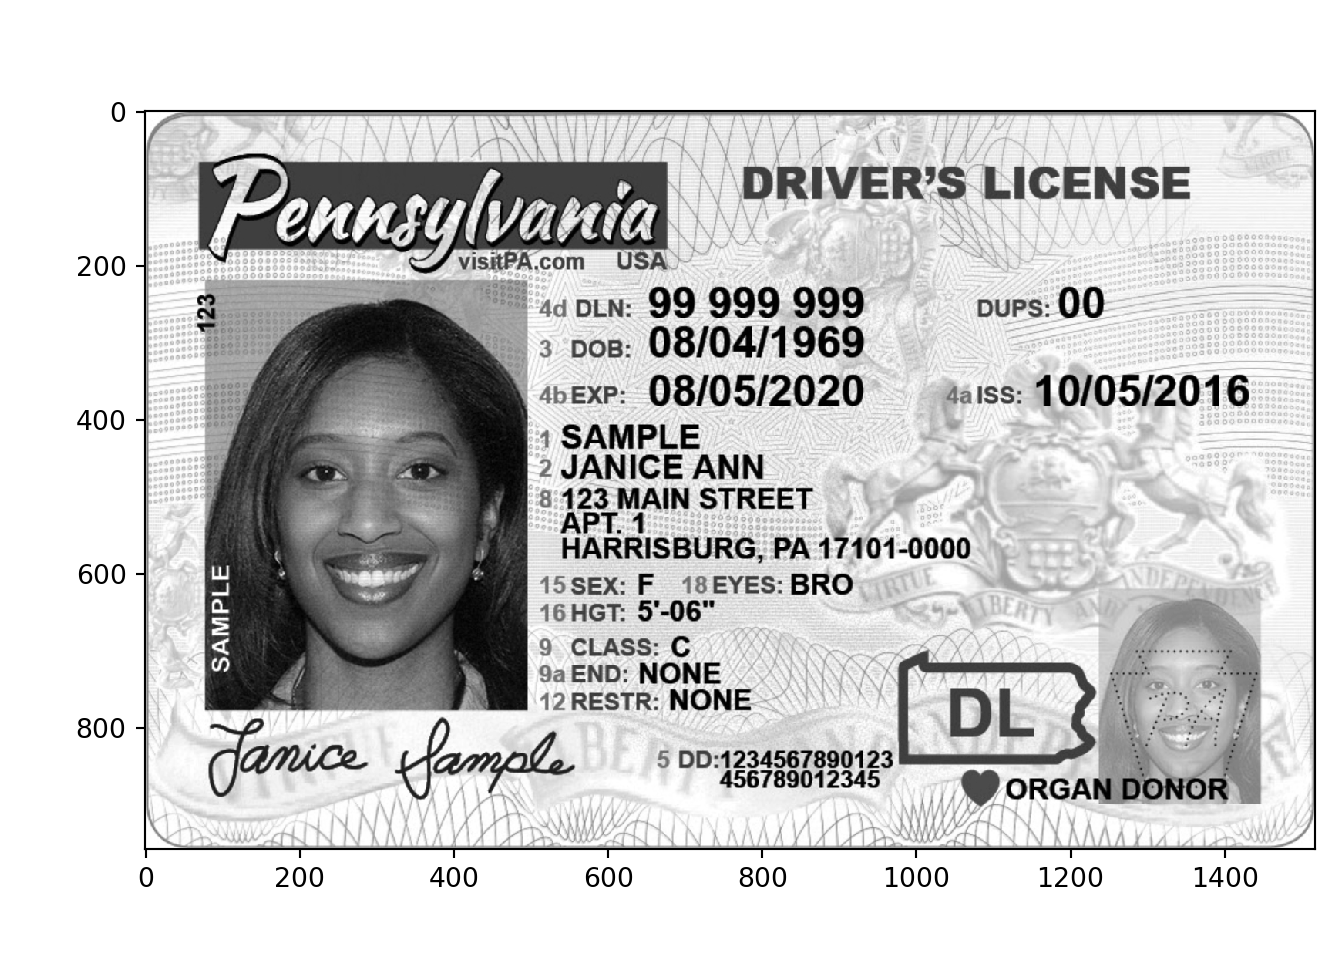 Pennsylvania
visitPA.com USA
DRIVER'S LICENSE
123
4d DLN: 99 999 999 DUPS: 00
3 DOB: 08/04/1969
4b EXP: 08/05/2020 4a ISS: 10/05/2016
1 SAMPLE
2 JANICE ANN
8 123 MAIN STREET
APT. 1
HARRISBURG, PA 17101-0000
15 SEX: F 18 EYES: BRO
16 HGT: 5'-06"
9 CLASS: C
9a END: NONE
12 RESTR: NONE
SAMPLE
Janice Sample
5 DD:1234567890123
456789012345
DL
ORGAN DONOR
VIRTUE LIBERTY AND INDEPENDENCE
0
200
400
600
800
0 200 400 600 800 1000 1200 1400